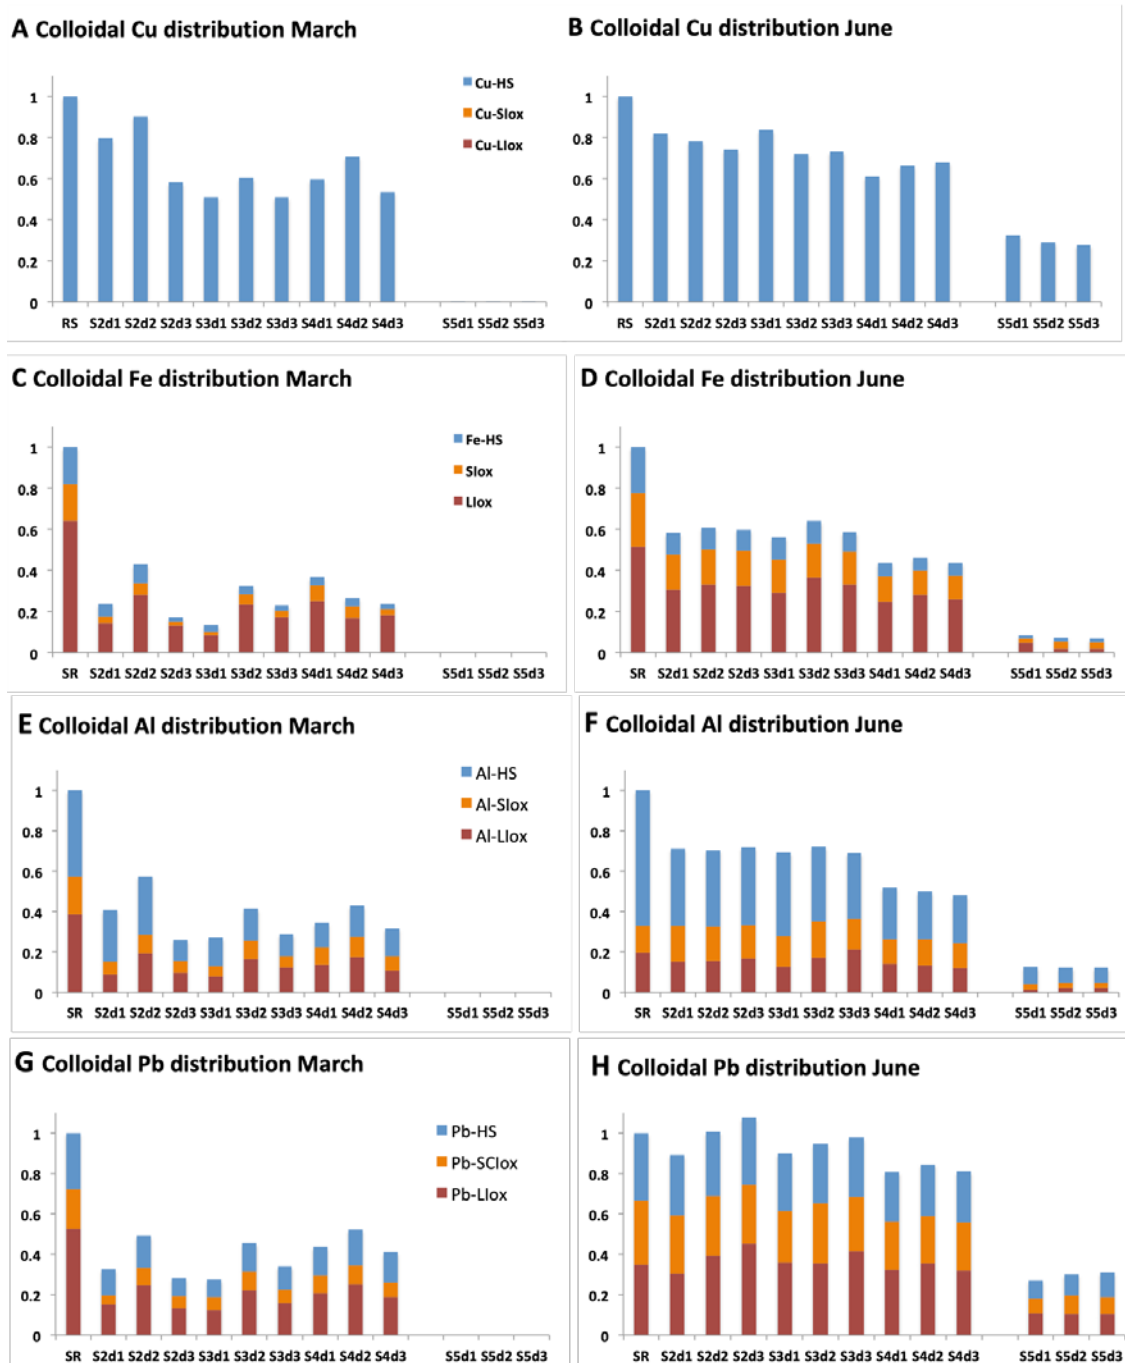 A Colloidal Cu distribution March
Cu-HS
Cu-SIox
Cu-LIox
1
0.8
0.6
0.4
0.2
0
RS S2d1 S2d2 S2d3 S3d1 S3d2 S3d3 S4d1 S4d2 S4d3 S5d1 S5d2 S5d3
B Colloidal Cu distribution June
1
0.8
0.6
0.4
0.2
0
RS S2d1 S2d2 S2d3 S3d1 S3d2 S3d3 S4d1 S4d2 S4d3 S5d1 S5d2 S5d3
C Colloidal Fe distribution March
Fe-HS
SIox
LIox
1
0.8
0.6
0.4
0.2
0
SR S2d1 S2d2 S2d3 S3d1 S3d2 S3d3 S4d1 S4d2 S4d3 S5d1 S5d2 S5d3
D Colloidal Fe distribution June
1
0.8
0.6
0.4
0.2
0
SR S2d1 S2d2 S2d3 S3d1 S3d2 S3d3 S4d1 S4d2 S4d3 S5d1 S5d2 S5d3
E Colloidal Al distribution March
Al-HS
Al-SIox
Al-LIox
1
0.8
0.6
0.4
0.2
0
SR S2d1 S2d2 S2d3 S3d1 S3d2 S3d3 S4d1 S4d2 S4d3 S5d1 S5d2 S5d3
F Colloidal Al distribution June
1
0.8
0.6
0.4
0.2
0
SR S2d1 S2d2 S2d3 S3d1 S3d2 S3d3 S4d1 S4d2 S4d3 S5d1 S5d2 S5d3
G Colloidal Pb distribution March
Pb-HS
Pb-SCIox
Pb-LIox
1
0.8
0.6
0.4
0.2
0
SR S2d1 S2d2 S2d3 S3d1 S3d2 S3d3 S4d1 S4d2 S4d3 S5d1 S5d2 S5d3
H Colloidal Pb distribution June
1
0.8
0.6
0.4
0.2
0
SR S2d1 S2d2 S2d3 S3d1 S3d2 S3d3 S4d1 S4d2 S4d3 S5d1 S5d2 S5d3